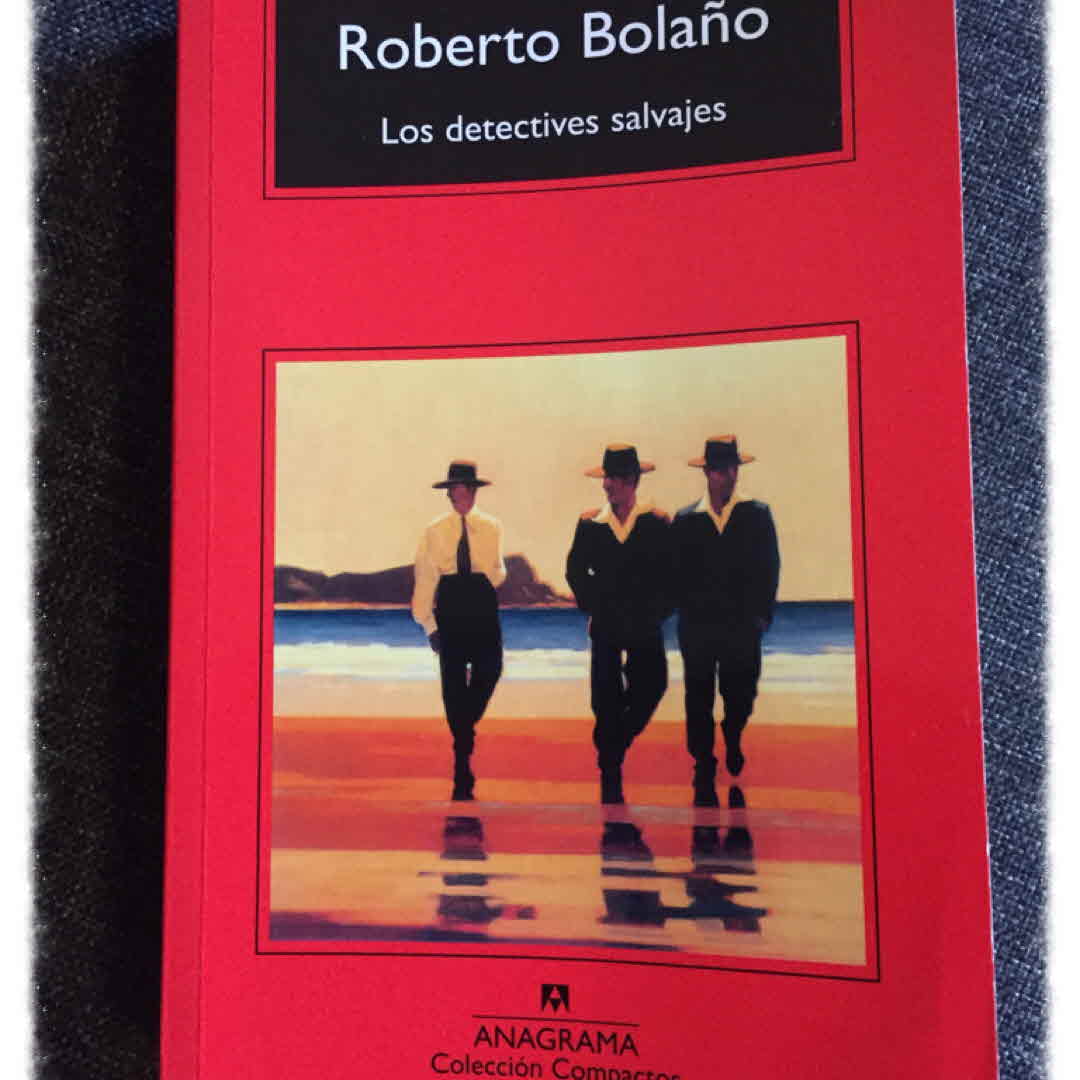 Roberto Bolaño
Los detectives salvajes
ANAGRAMA
Colección Compactos